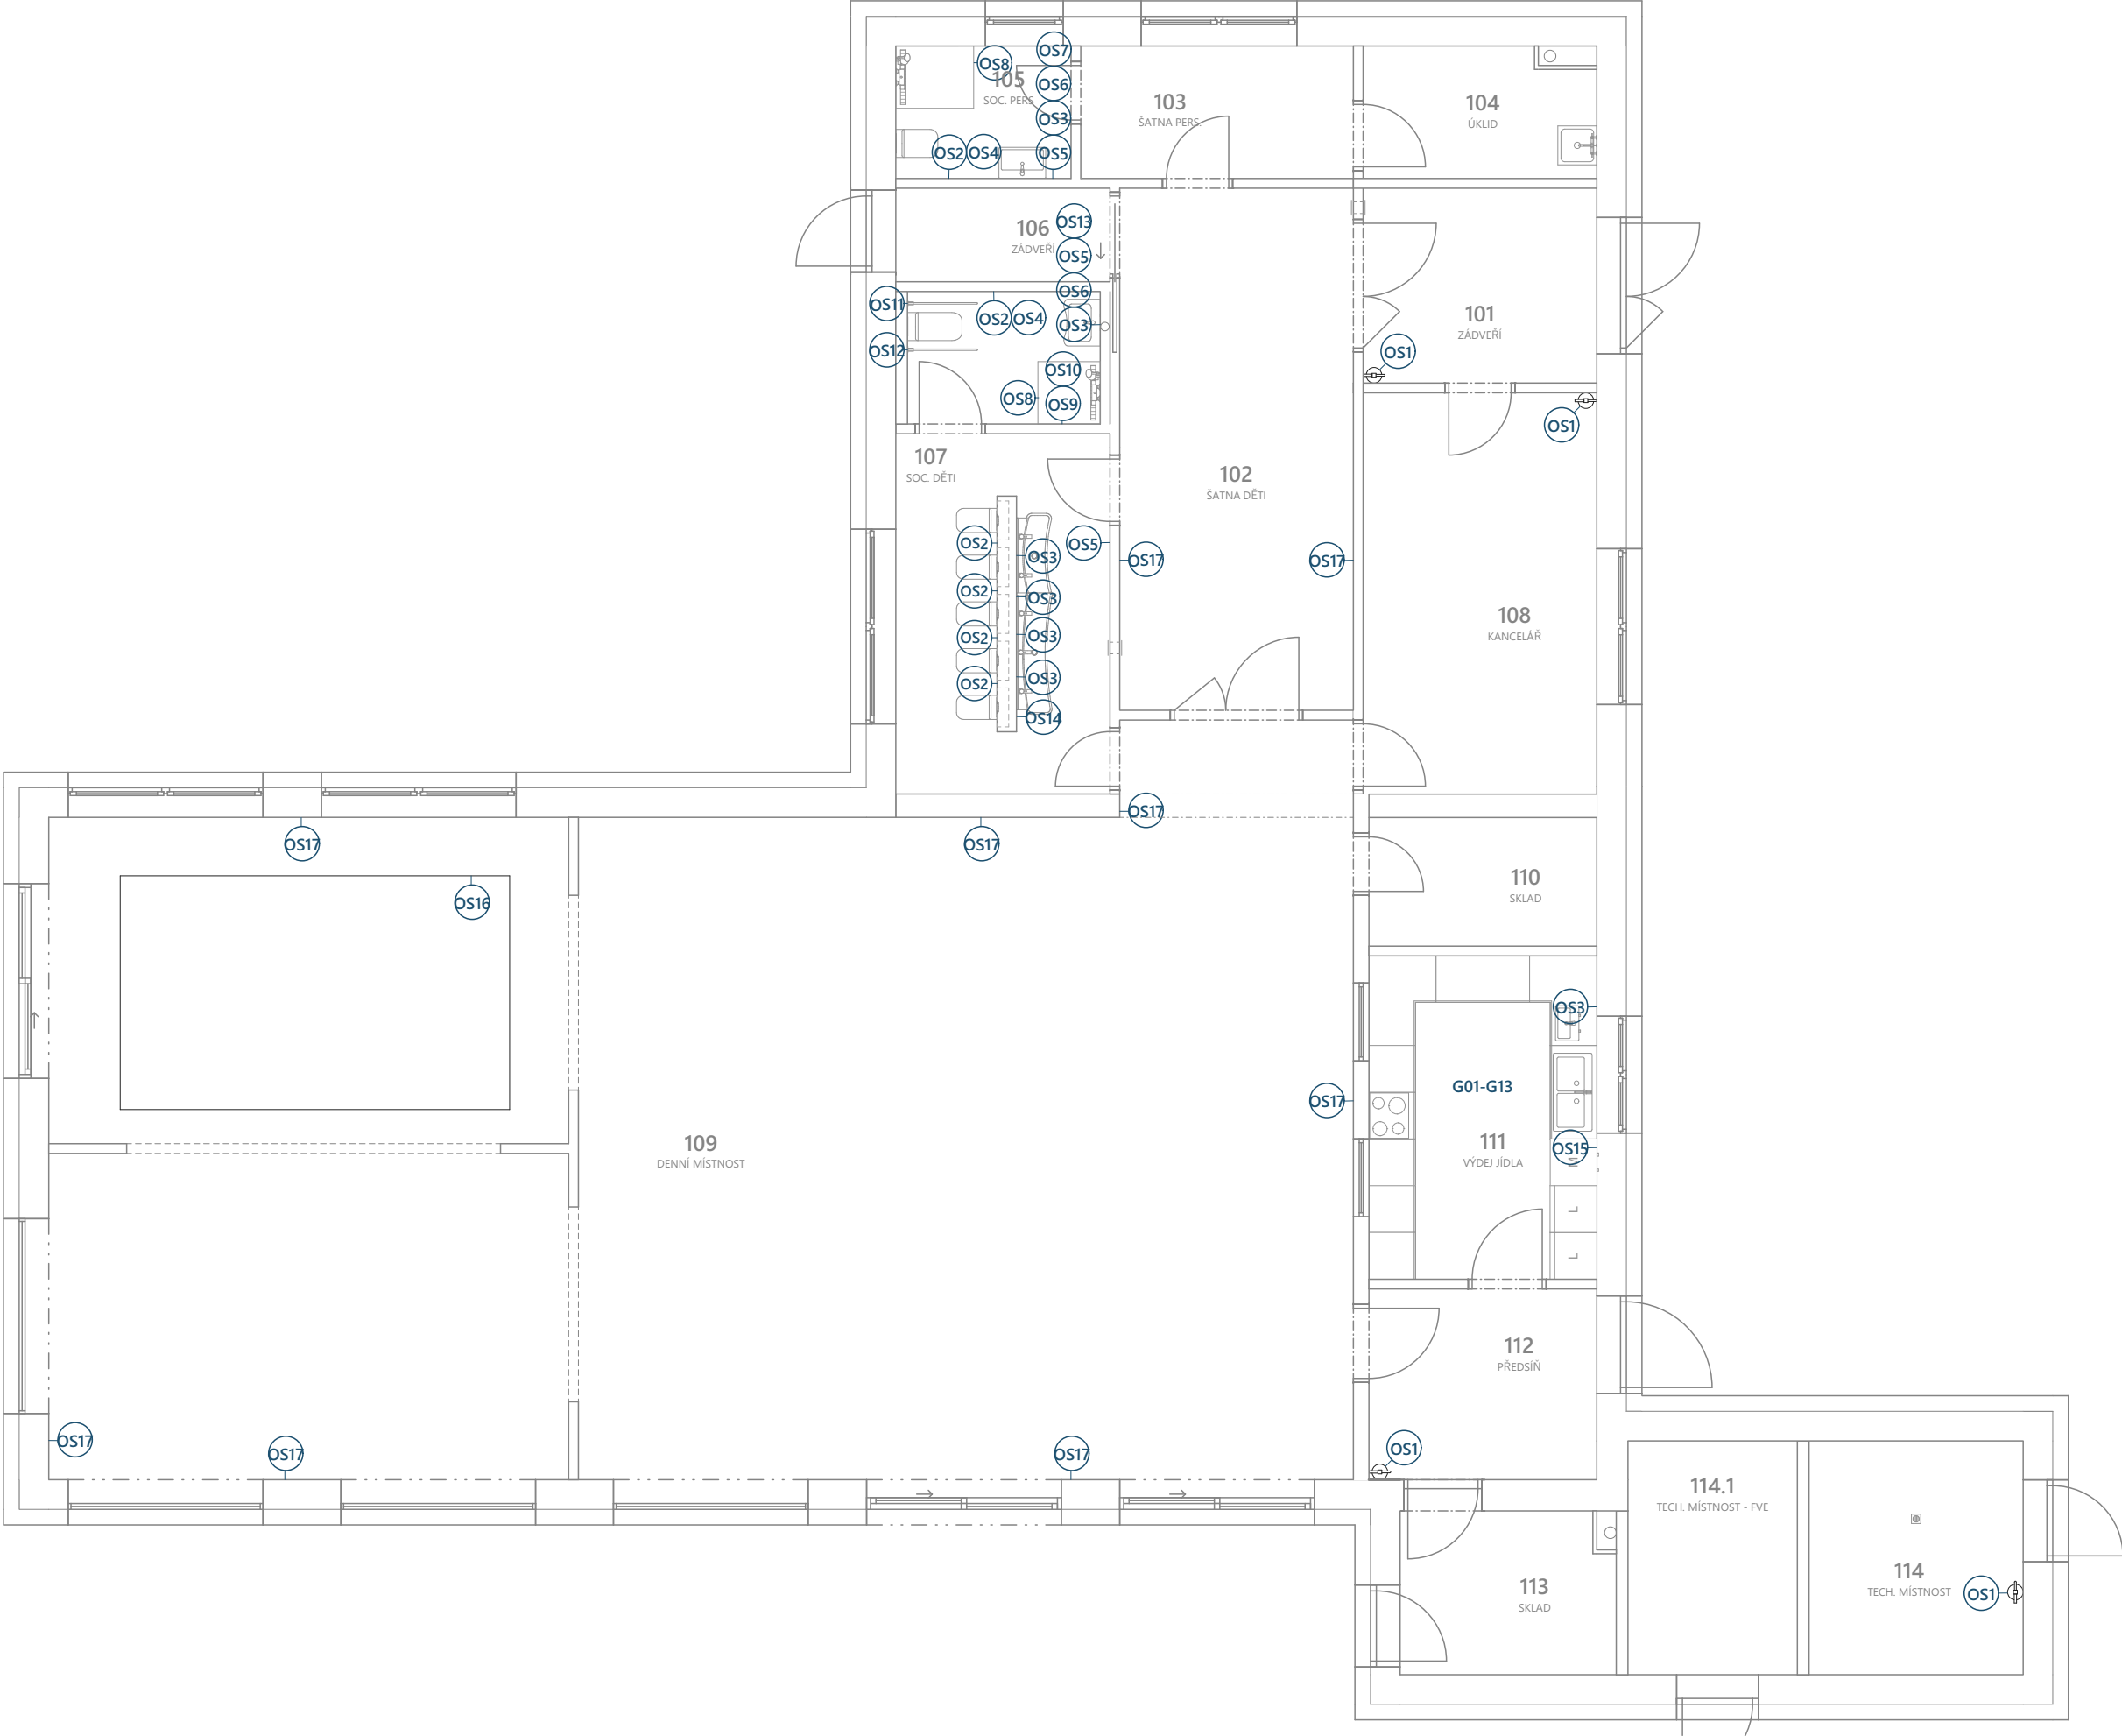 OS7
OS8
105
SOC. PERS
OS6
OS3
OS2
OS4
OS5
103
ŠATNA PERS.
104
ÚKLID
106
ZÁDVEŘÍ
OS13
OS5
OS6
OS3
OS11
OS2
OS4
OS12
OS10
OS8
OS9
101
ZÁDVEŘÍ
OS1
OS1
107
SOC. DĚTI
102
ŠATNA DĚTI
OS2
OS3
OS5
OS17
OS17
OS2
OS3
OS2
OS3
OS2
OS3
OS14
108
KANCELÁŘ
OS17
OS17
OS17
OS16
110
SKLAD
OS3
G01-G13
OS17
109
DENNÍ MÍSTNOST
111
VÝDEJ JÍDLA
OS15
M
L
L
112
PŘEDSÍŇ
OS17
OS17
OS17
OS1
114.1
TECH. MÍSTNOST - FVE
113
SKLAD
114
TECH. MÍSTNOST
OS1